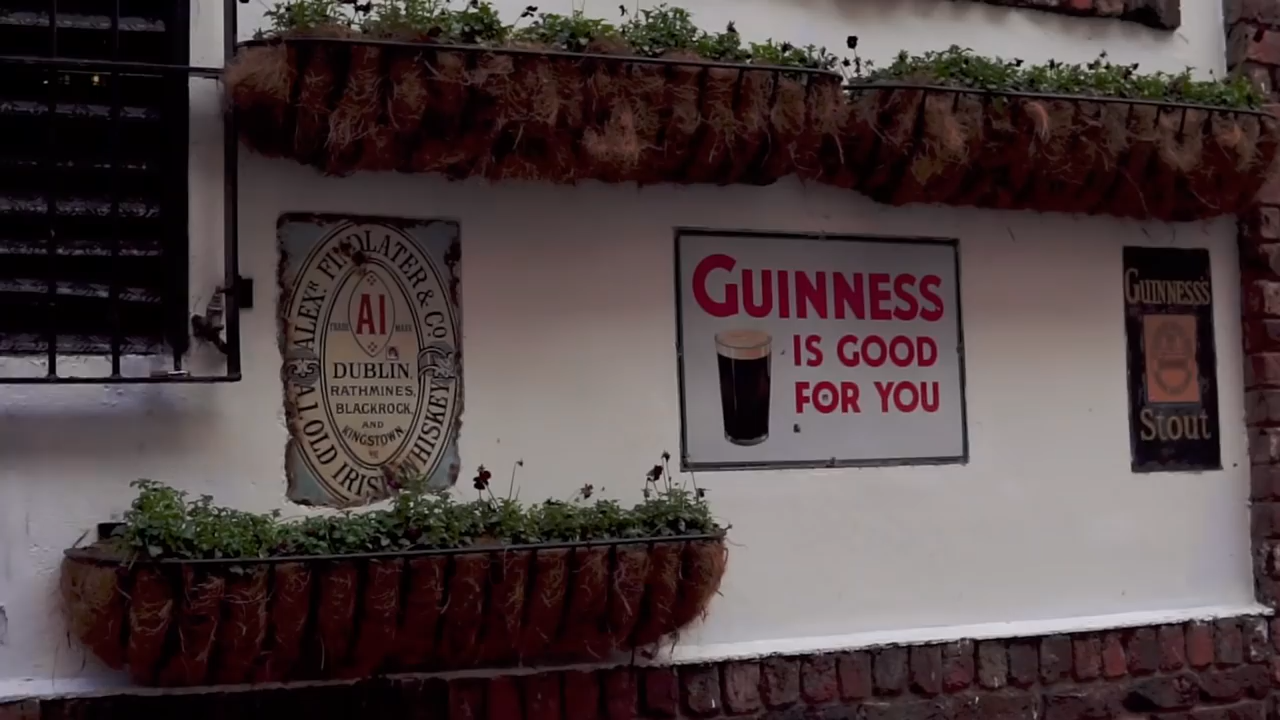 ALEXR. FINDLATER & CO.
TRADE MARK
A1
DUBLIN,
RATHMINES,
BLACKROCK,
AND
KINGSTOWN
A1 OLD IRISH WHISKEY
GUINNESS
IS GOOD
FOR YOU
GUINNESS'S
Stout